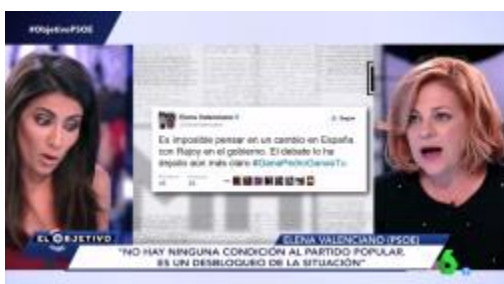 #ObjetivoPSOE
Elena Valenciano
Seguir
Es imposible pensar en un cambio en España
con Rajoy en el gobierno. El debate lo ha
dejado aún más claro #GanaPedroGanasTu
EL OBJETIVO
ELENA VALENCIANO (PSOE)
"NO HAY NINGUNA CONDICIÓN AL PARTIDO POPULAR.
ES UN DESBLOQUEO DE LA SITUACIÓN"
6